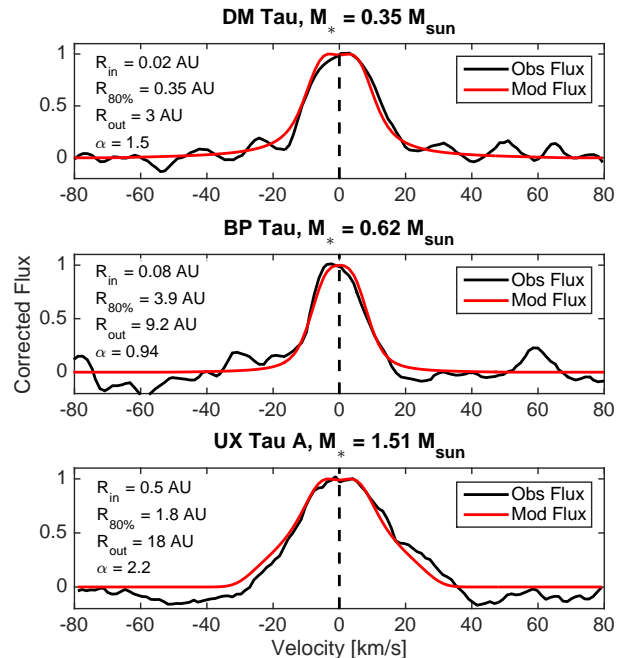 DM Tau, M* = 0.35 Msun
R_in = 0.02 AU
R_80% = 0.35 AU
R_out = 3 AU
α = 1.5
Obs Flux
Mod Flux
1
0.5
0
-80 -60 -40 -20 0 20 40 60 80
BP Tau, M* = 0.62 Msun
R_in = 0.08 AU
R_80% = 3.9 AU
R_out = 9.2 AU
α = 0.94
Obs Flux
Mod Flux
1
0.5
0
Corrected Flux
-80 -60 -40 -20 0 20 40 60 80
UX Tau A, M* = 1.51 Msun
R_in = 0.5 AU
R_80% = 1.8 AU
R_out = 18 AU
α = 2.2
Obs Flux
Mod Flux
1
0.5
0
-80 -60 -40 -20 0 20 40 60 80
Velocity [km/s]